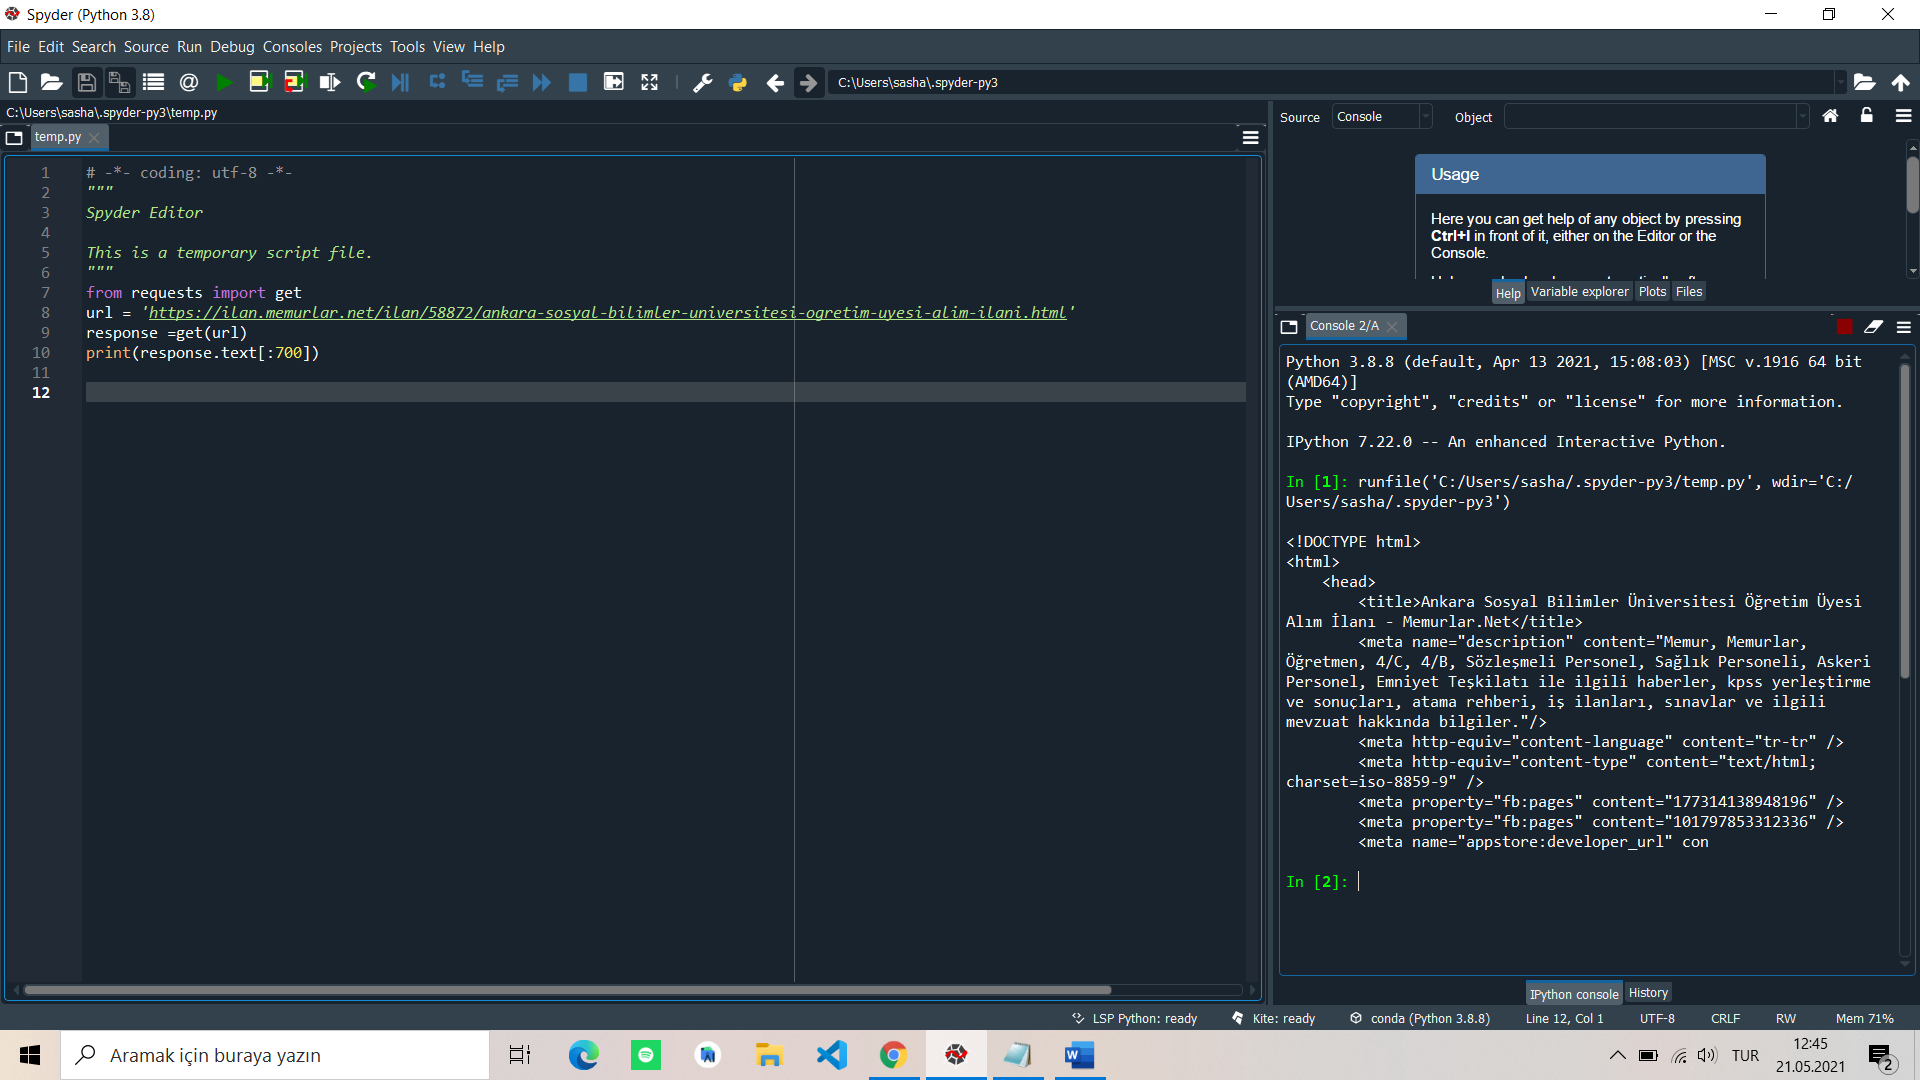 Spyder (Python 3.8)
File Edit Search Source Run Debug Consoles Projects Tools View Help
C:\Users\sasha\.spyder-py3
C:\Users\sasha\.spyder-py3\temp.py
temp.py
1 # -*- coding: utf-8 -*-
2 """
3 Spyder Editor
4
5 This is a temporary script file.
6 """
7 from requests import get
8 url = 'https://ilan.memurlar.net/ilan/58872/ankara-sosyal-bilimler-universitesi-ogretim-uyesi-alim-ilani.html'
9 response =get(url)
10 print(response.text[:700])
11
12
Source Console Object
Usage
Here you can get help of any object by pressing
Ctrl+I in front of it, either on the Editor or the
Console.
Help Variable explorer Plots Files
Console 2/A
Python 3.8.8 (default, Apr 13 2021, 15:08:03) [MSC v.1916 64 bit
(AMD64)]
Type "copyright", "credits" or "license" for more information.
IPython 7.22.0 -- An enhanced Interactive Python.
In [1]: runfile('C:/Users/sasha/.spyder-py3/temp.py', wdir='C:/
Users/sasha/.spyder-py3')
<!DOCTYPE html>
<html>
<head>
<title>Ankara Sosyal Bilimler Üniversitesi Öğretim Üyesi
Alım İlanı - Memurlar.Net</title>
<meta name="description" content="Memur, Memurlar,
Öğretmen, 4/C, 4/B, Sözleşmeli Personel, Sağlık Personeli, Askeri
Personel, Emniyet Teşkilatı ile ilgili haberler, kpss yerleştirme
ve sonuçları, atama rehberi, iş ilanları, sınavlar ve ilgili
mevzuat hakkında bilgiler."/>
<meta http-equiv="content-language" content="tr-tr" />
<meta http-equiv="content-type" content="text/html;
charset=iso-8859-9" />
<meta property="fb:pages" content="177314138948196" />
<meta property="fb:pages" content="101797853312336" />
<meta name="appstore:developer_url" con
In [2]:
IPython console History
LSP Python: ready Kite: ready conda (Python 3.8.8) Line 12, Col 1 UTF-8 CRLF RW Mem 71%
Aramak için buraya yazın
TUR
12:45
21.05.2021
2